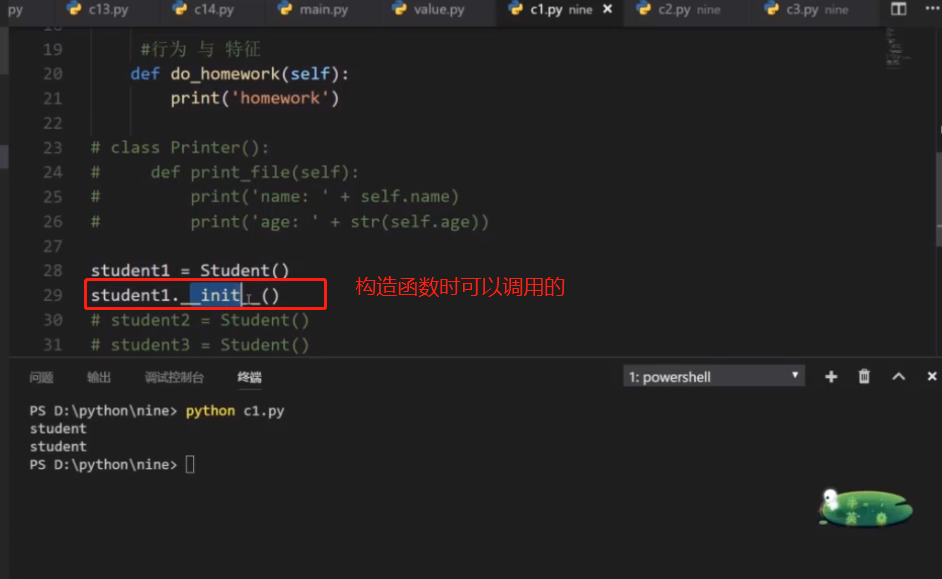 py c13.py c14.py main.py value.py c1.py nine c2.py nine c3.py nine
19 #行为 与 特征
20 def do_homework(self):
21 print('homework')
22
23 # class Printer():
24 # def print_file(self):
25 # print('name: ' + self.name)
26 # print('age: ' + str(self.age))
27
28 student1 = Student()
29 student1.__init__()
构造函数时可以调用的
30 # student2 = Student()
31 # student3 = Student()
问题 输出 调试控制台 终端 1: powershell
PS D:\python\nine> python c1.py
student
student
PS D:\python\nine>